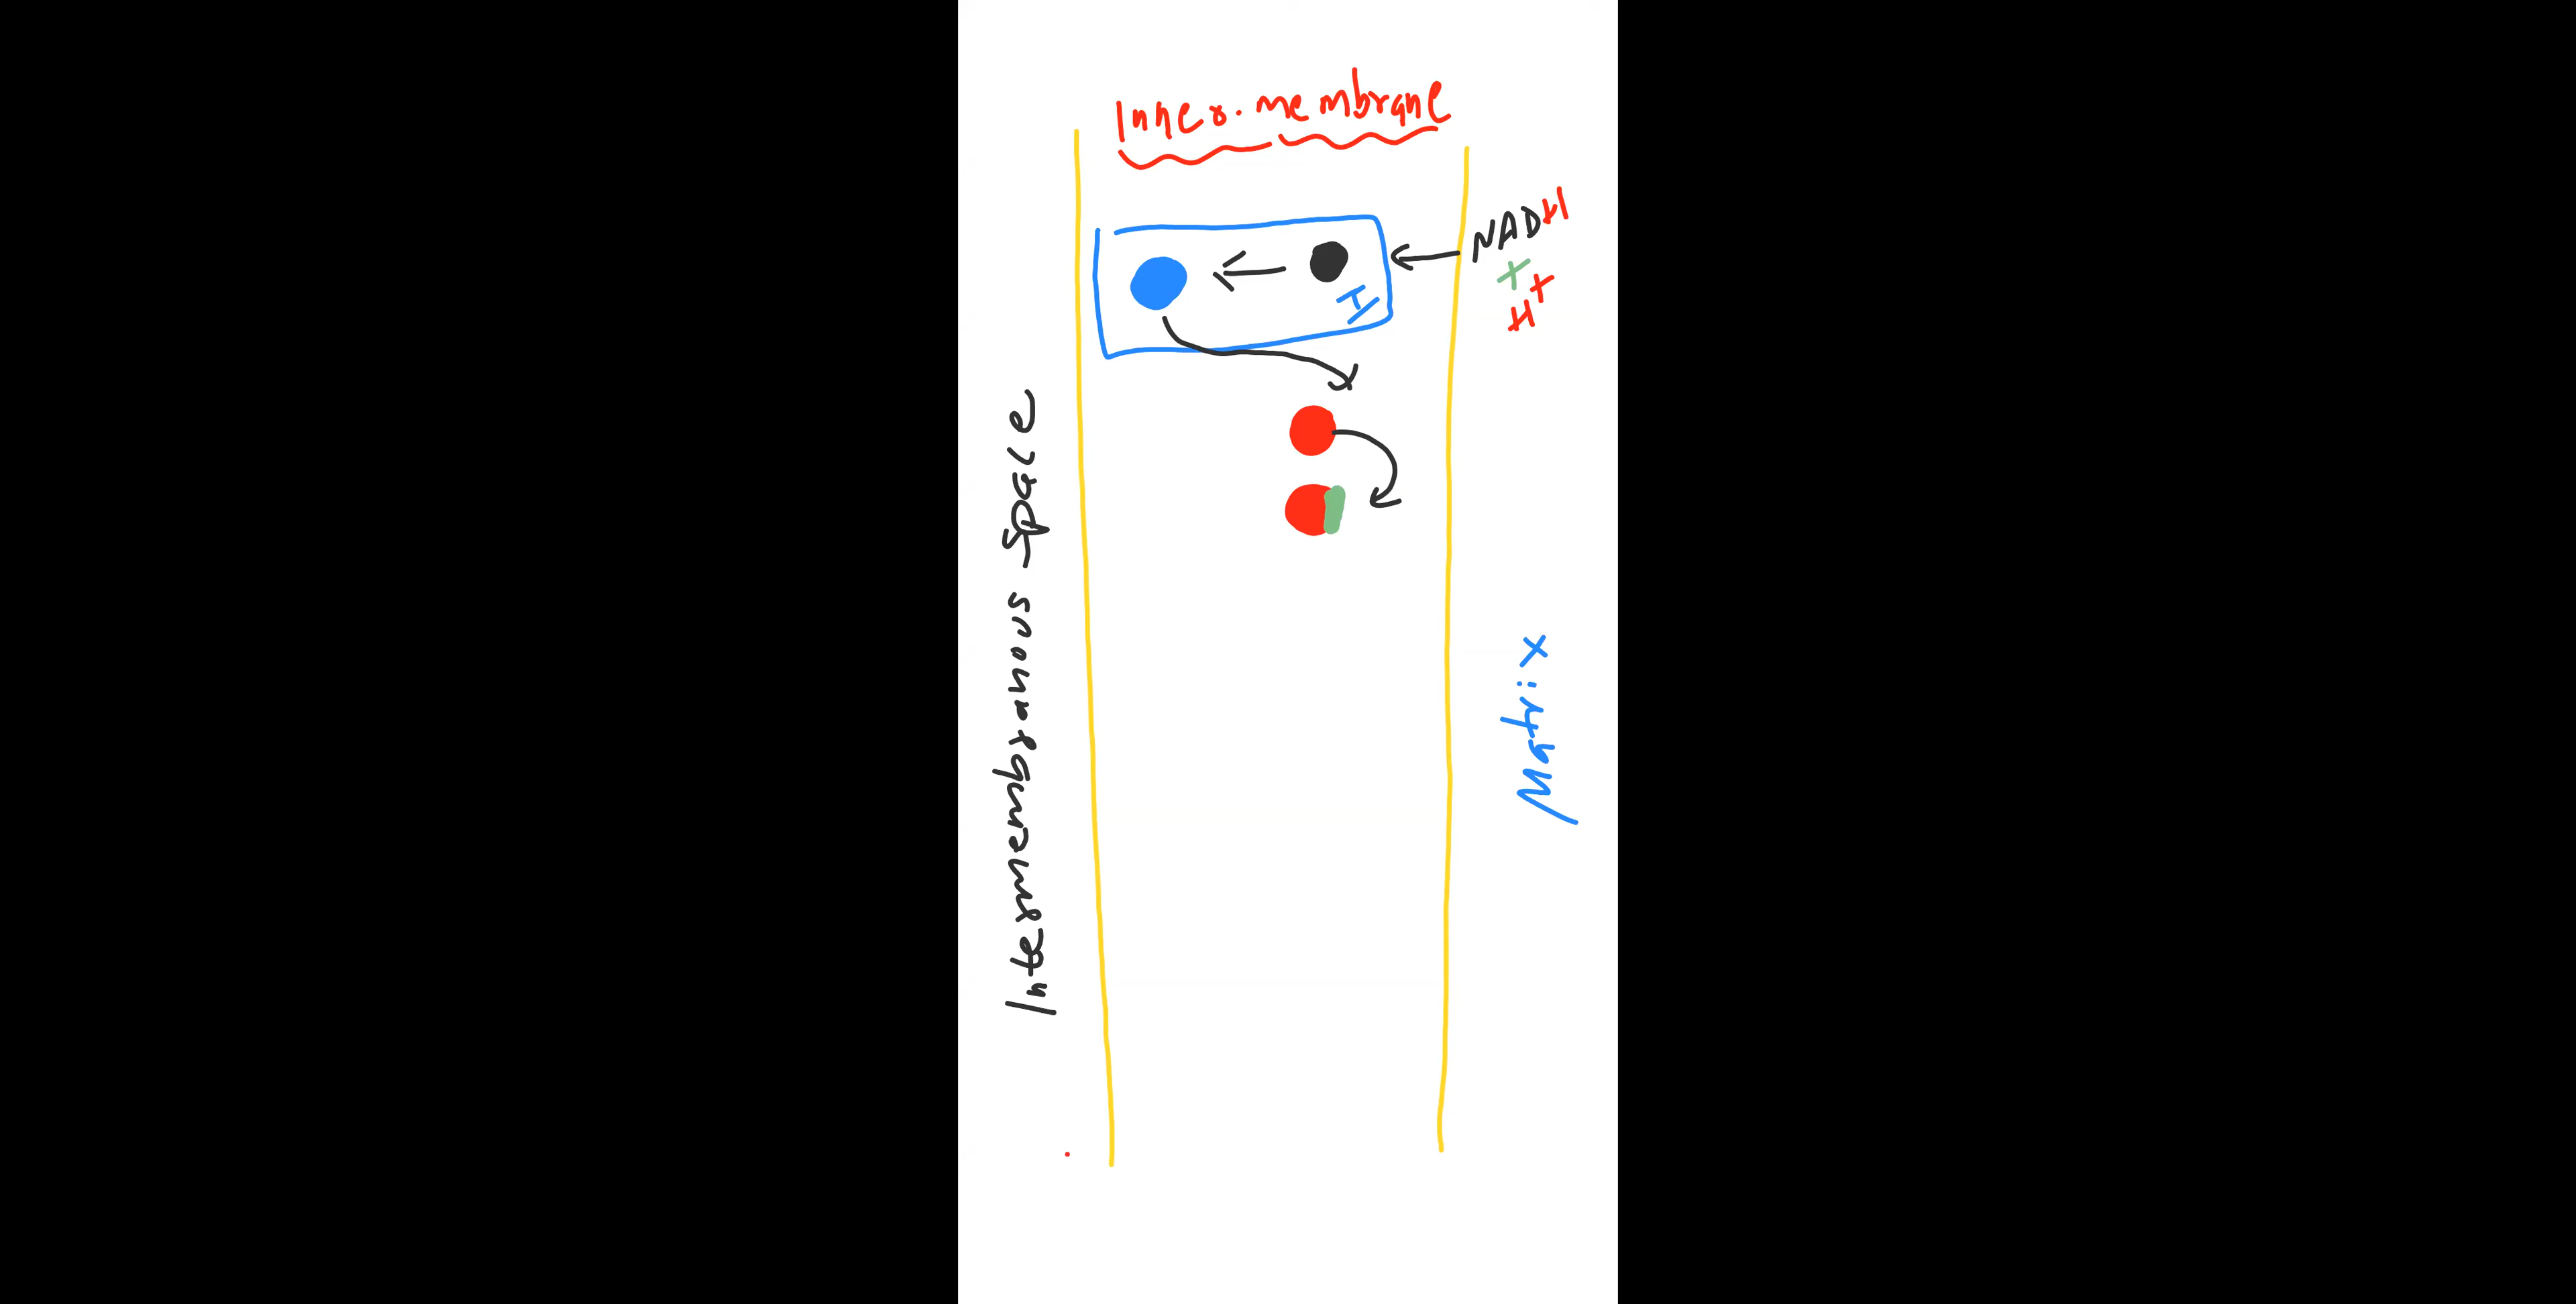 Inner. membrane
NADH
+
H+
I
Intermembranous space
Matrix